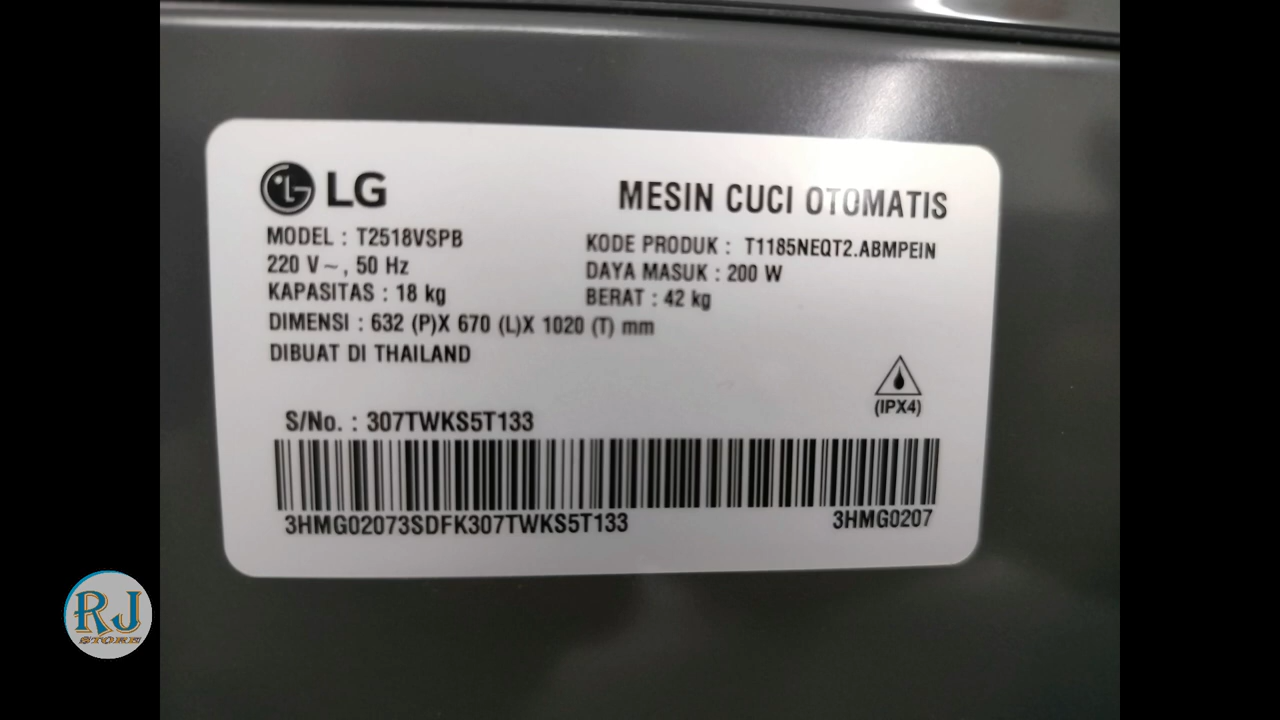 LG
MESIN CUCI OTOMATIS
MODEL : T2518VSPB
220 V~, 50 Hz
KAPASITAS : 18 kg
KODE PRODUK : T1185NEQT2.ABMPEIN
DAYA MASUK : 200 W
BERAT : 42 kg
DIMENSI : 632 (P)X 670 (L)X 1020 (T) mm
DIBUAT DI THAILAND
(IPX4)
S/No. : 307TWKS5T133
3HMG02073SDFK307TWKS5T133
3HMG0207
RJ
STORE